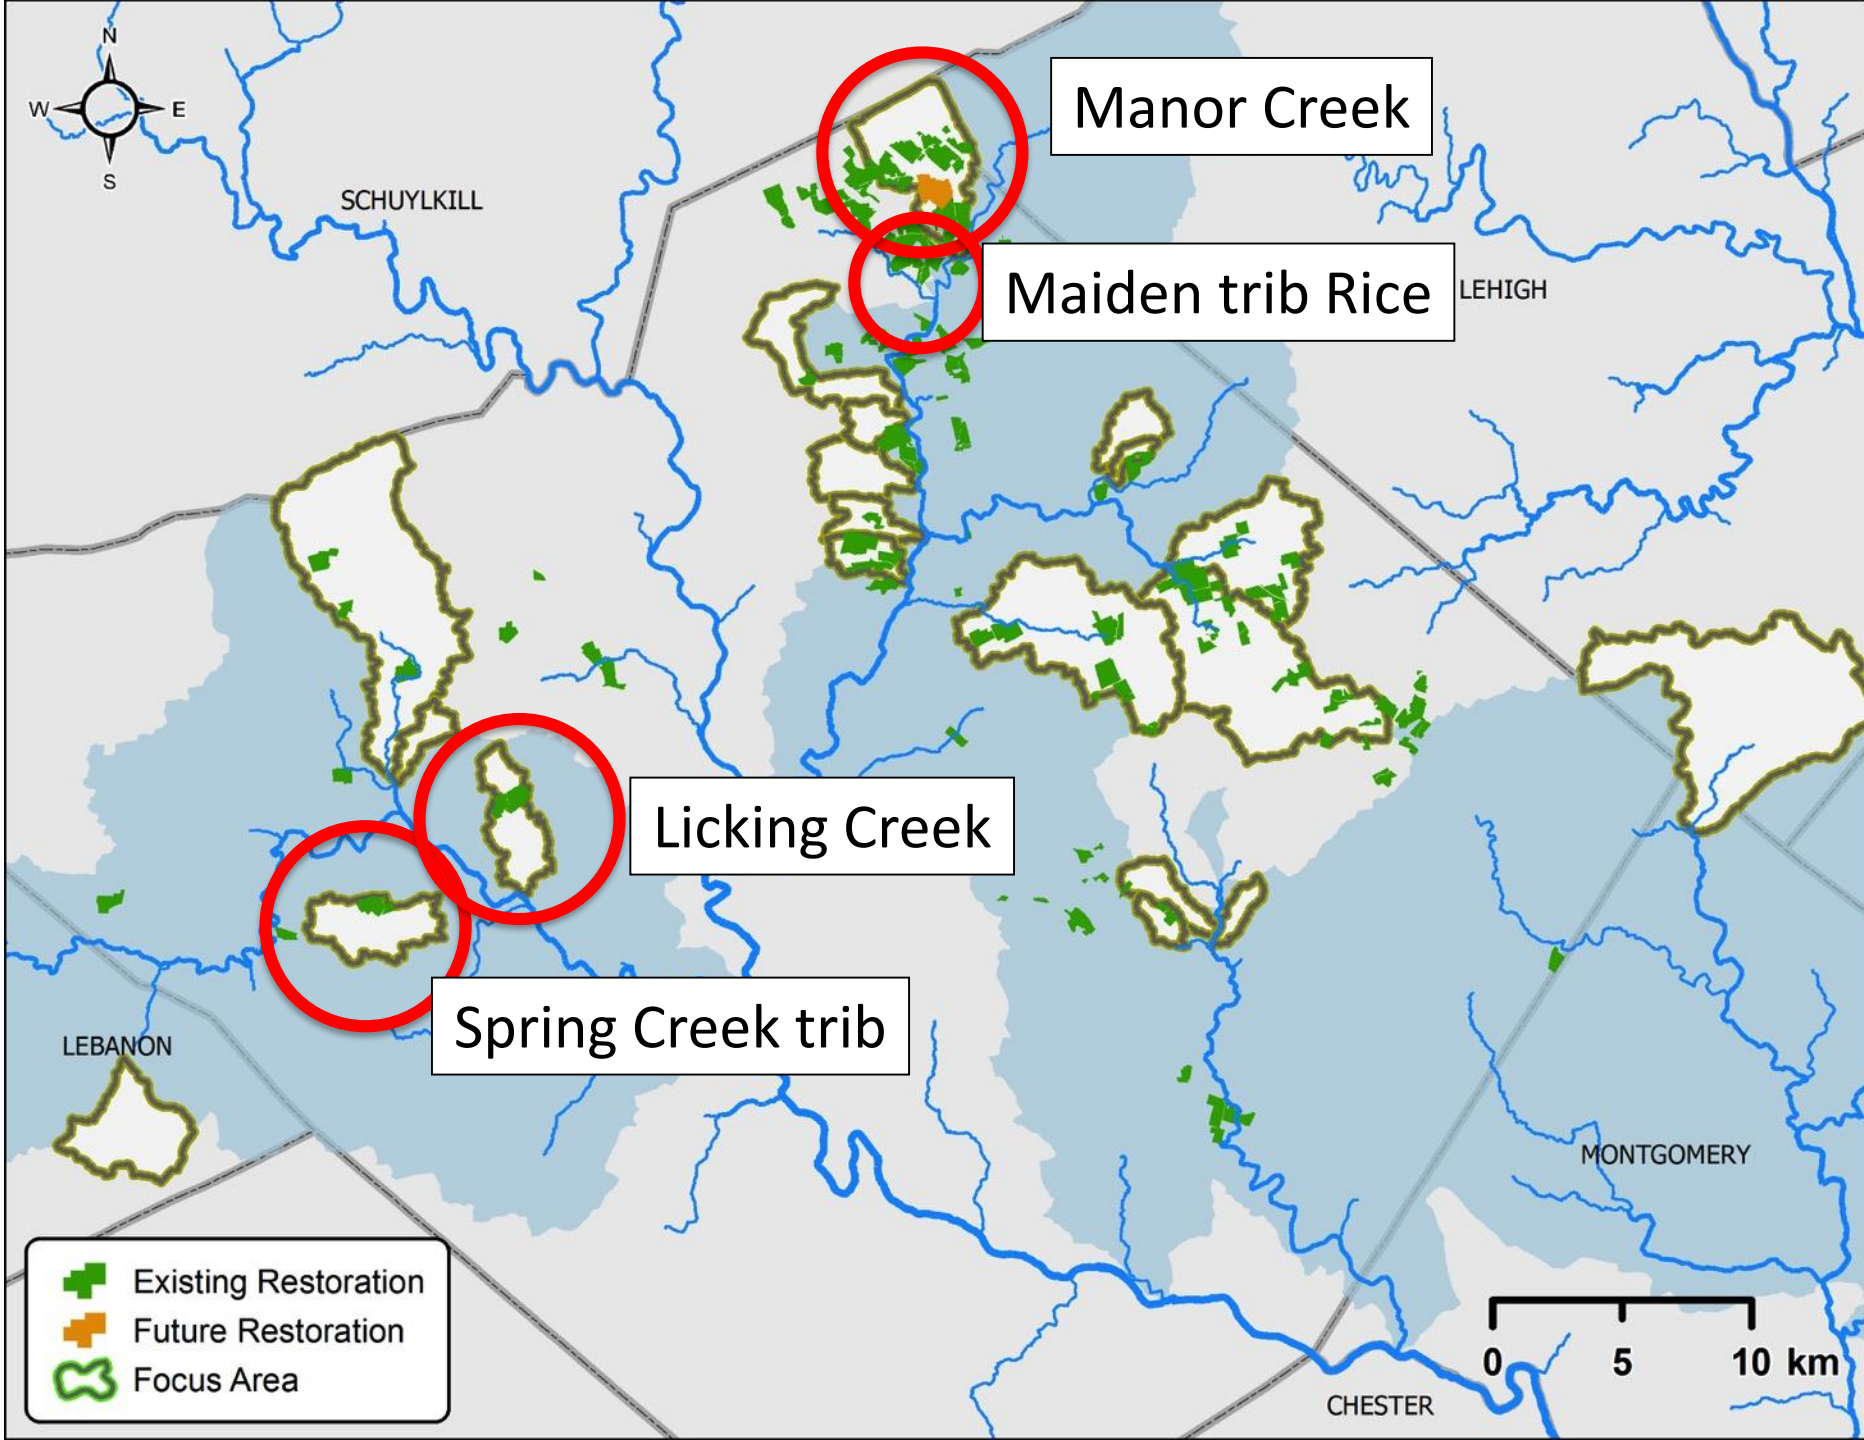 N
W E
S
SCHUYLKILL
Manor Creek
Maiden trib Rice
LEHIGH
Licking Creek
Spring Creek trib
LEBANON
MONTGOMERY
Existing Restoration
Future Restoration
Focus Area
0 5 10 km
CHESTER